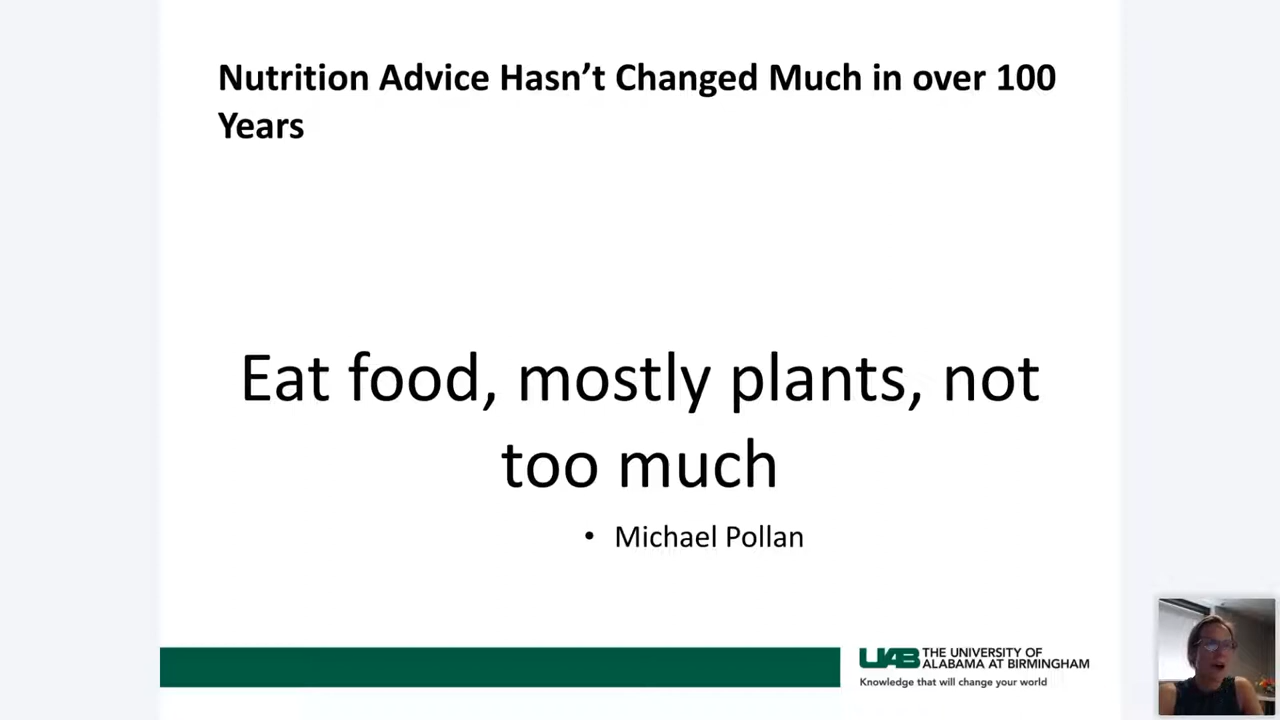 Nutrition Advice Hasn’t Changed Much in over 100
Years
Eat food, mostly plants, not
too much
• Michael Pollan
UAB THE UNIVERSITY OF
ALABAMA AT BIRMINGHAM
Knowledge that will change your world